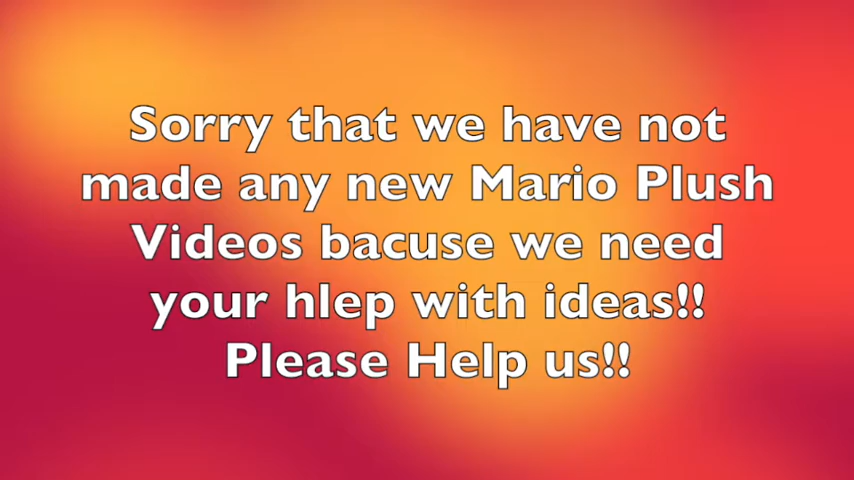 Sorry that we have not
made any new Mario Plush
Videos bacuse we need
your hlep with ideas!!
Please Help us!!